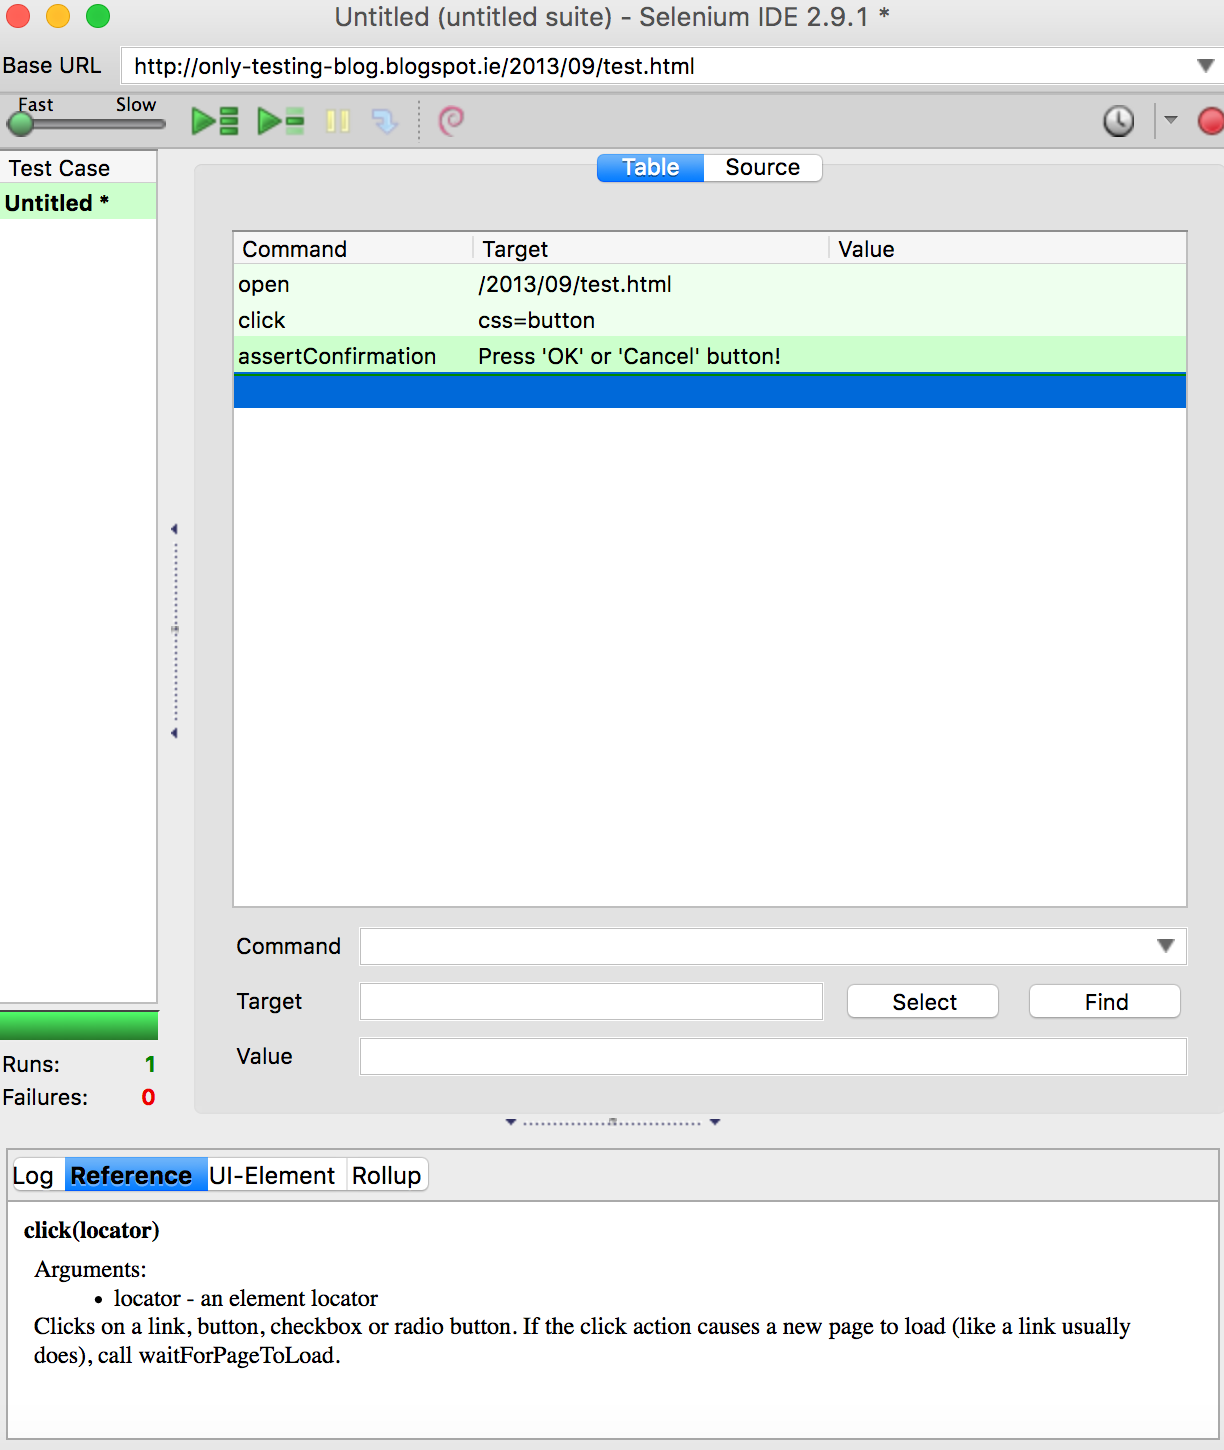 Untitled (untitled suite) - Selenium IDE 2.9.1 *
Base URL http://only-testing-blog.blogspot.ie/2013/09/test.html
Fast Slow
Test Case
Untitled *
Table Source
Command Target Value
open /2013/09/test.html
click css=button
assertConfirmation Press 'OK' or 'Cancel' button!
Command
Target Select Find
Value
Runs: 1
Failures: 0
Log Reference UI-Element Rollup
click(locator)
Arguments:
• locator - an element locator
Clicks on a link, button, checkbox or radio button. If the click action causes a new page to load (like a link usually
does), call waitForPageToLoad.